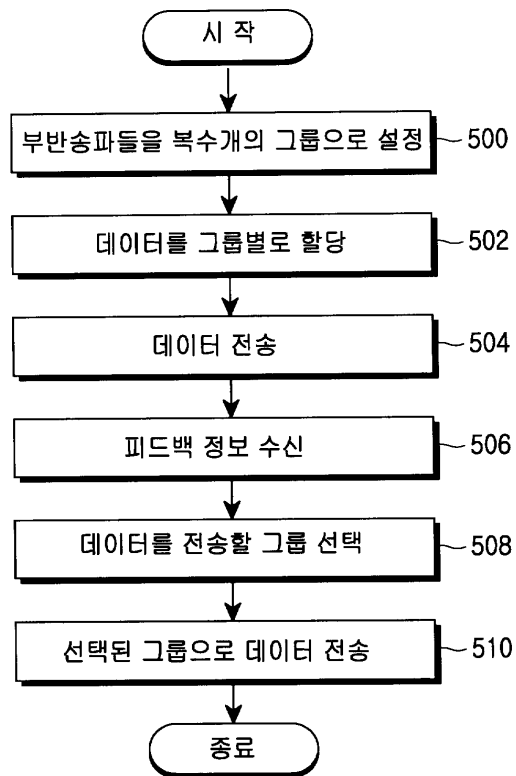 시 작
부반송파들을 복수개의 그룹으로 설정
500
데이터를 그룹별로 할당
502
데이터 전송
504
피드백 정보 수신
506
데이터를 전송할 그룹 선택
508
선택된 그룹으로 데이터 전송
510
종료